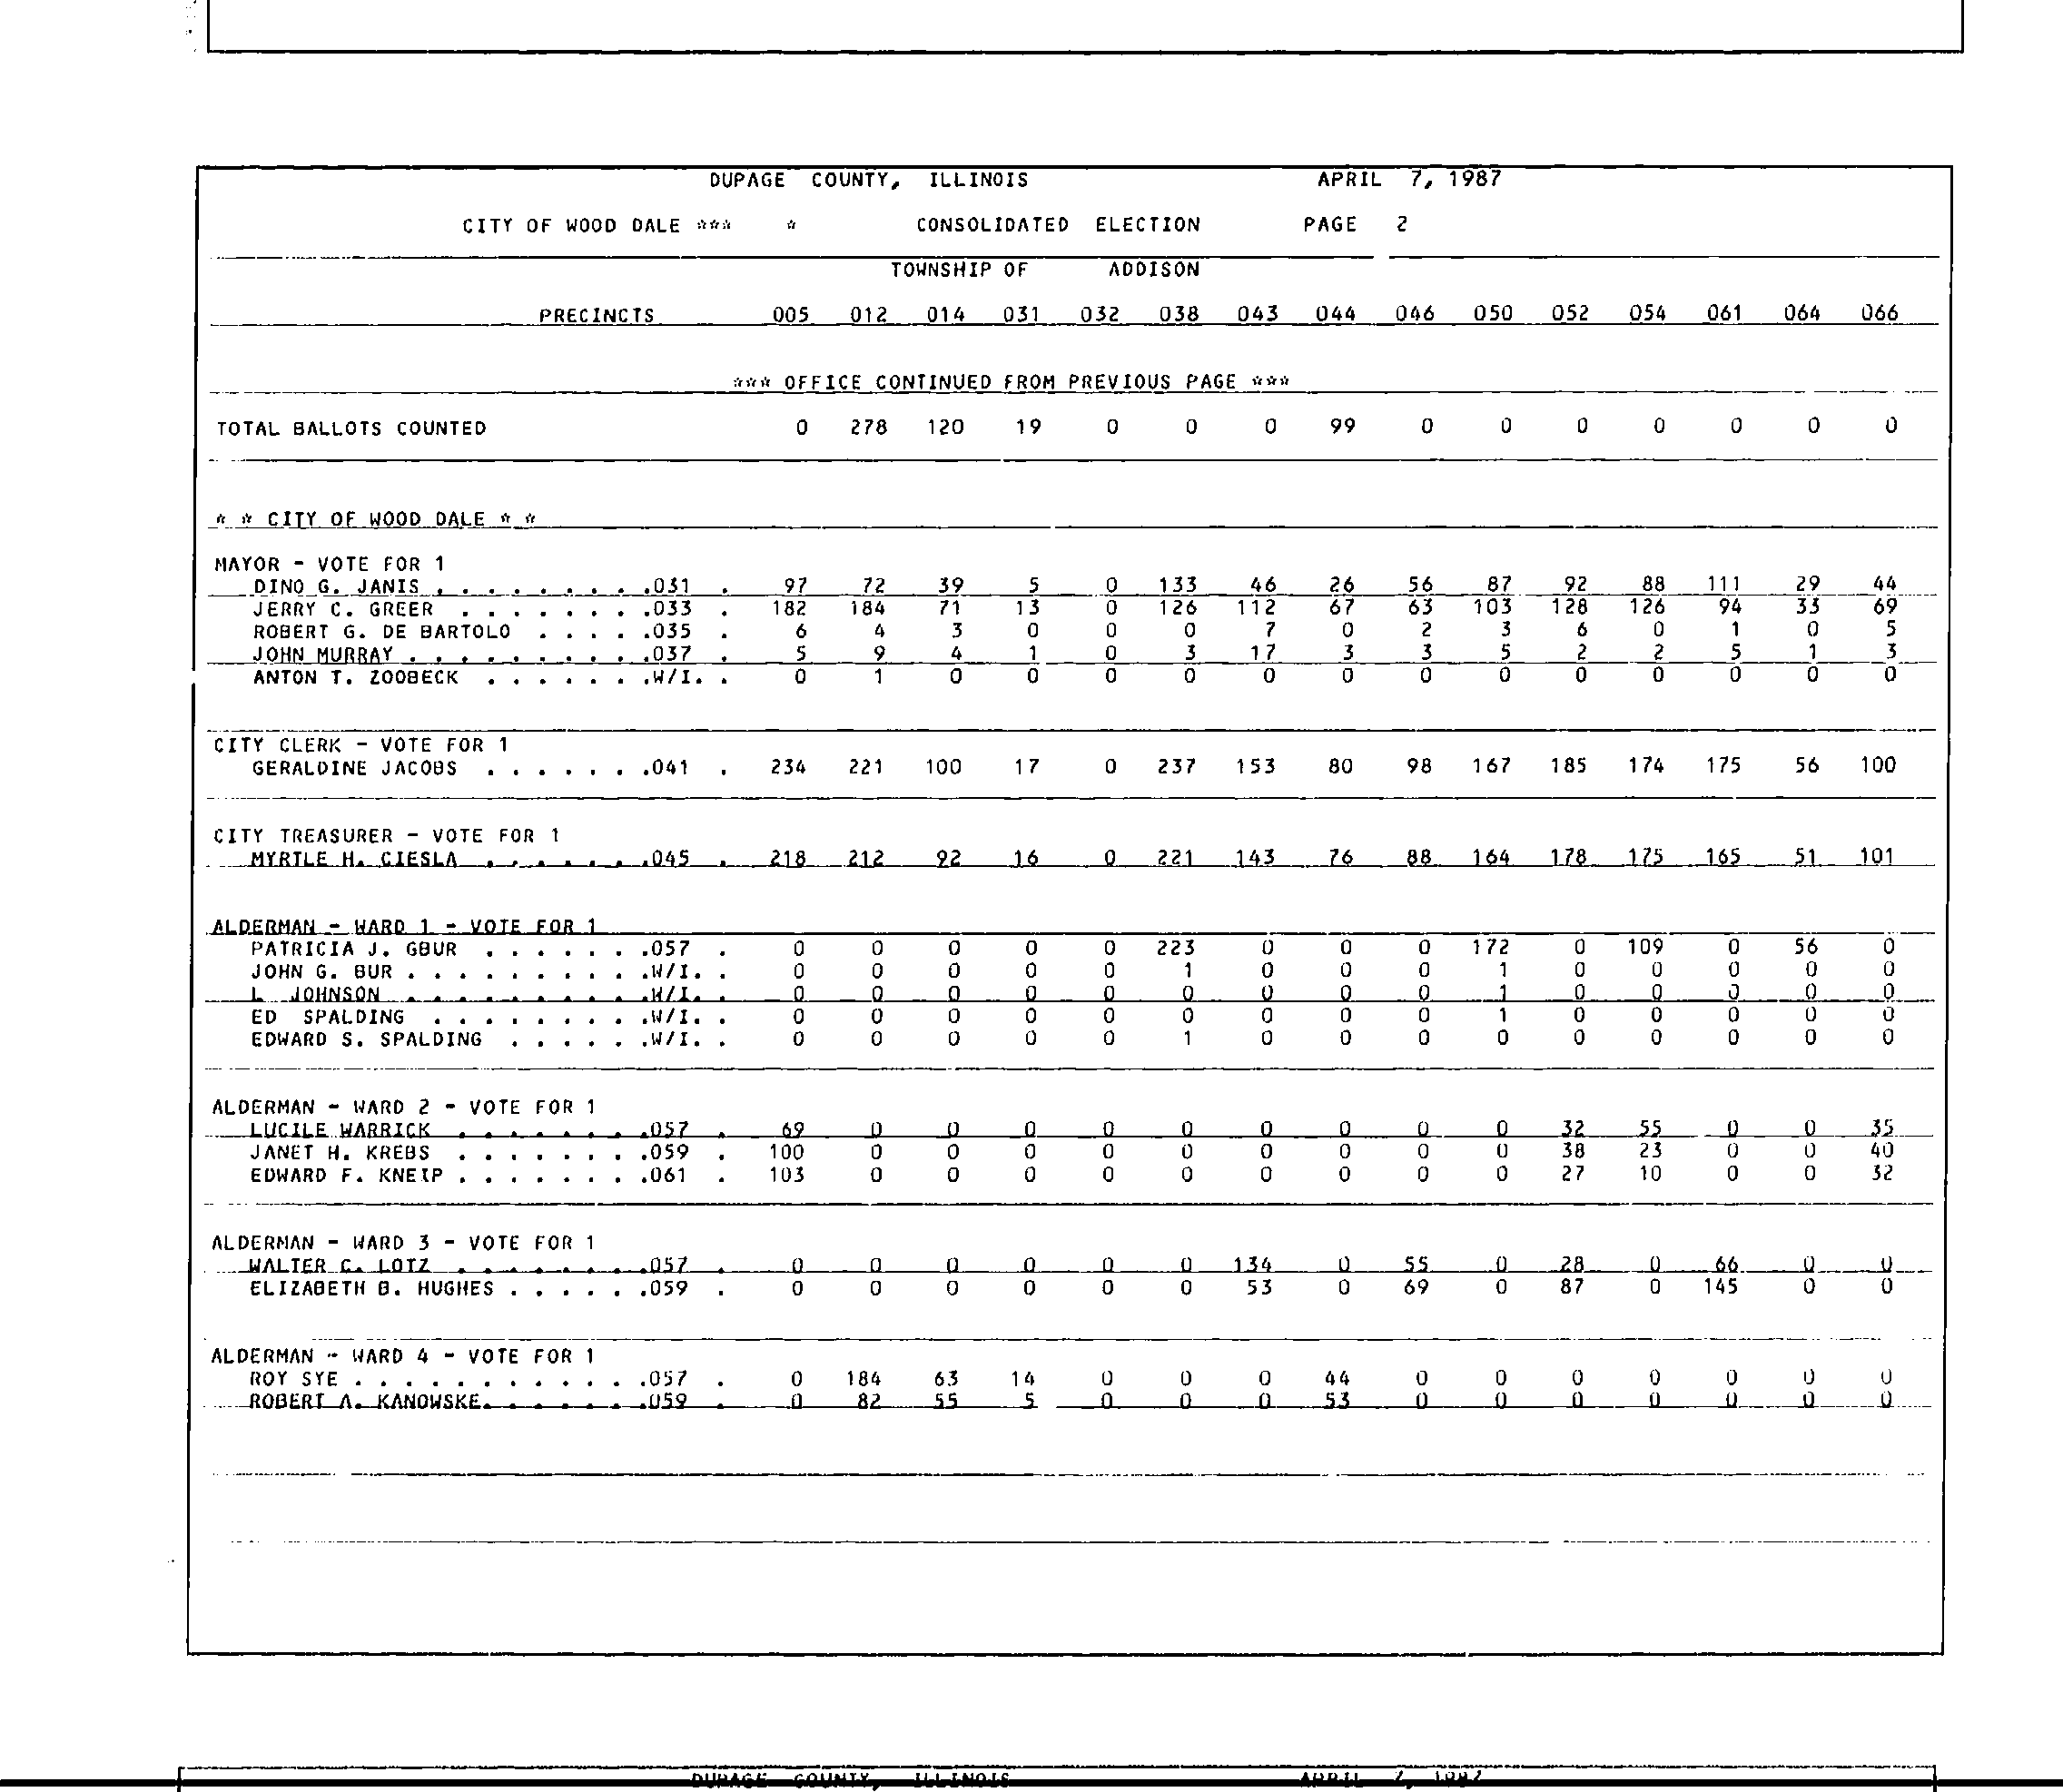 DUPAGE COUNTY, ILLINOIS APRIL 7, 1987
CITY OF WOOD DALE *** * CONSOLIDATED ELECTION PAGE 2
TOWNSHIP OF ADDISON
PRECINCTS 005 012 014 031 032 038 043 044 046 050 052 054 061 064 066
*** OFFICE CONTINUED FROM PREVIOUS PAGE ***
TOTAL BALLOTS COUNTED 0 278 120 19 0 0 0 99 0 0 0 0 0 0 0
* * CITY OF WOOD DALE * *
MAYOR - VOTE FOR 1
DINO G. JANIS . . . . . . . . .031 . 97 72 39 5 0 133 46 26 56 87 92 88 111 29 44
JERRY C. GREER . . . . . . . .033 . 182 184 71 13 0 126 112 67 63 103 128 126 94 33 69
ROBERT G. DE BARTOLO . . . . .035 . 6 4 3 0 0 0 7 0 2 3 6 0 1 0 5
JOHN MURRAY . . . . . . . . . .037 . 5 9 4 1 0 3 17 3 3 5 2 2 5 1 3
ANTON T. ZOOBECK . . . . . . .W/I. . 0 1 0 0 0 0 0 0 0 0 0 0 0 0 0
CITY CLERK - VOTE FOR 1
GERALDINE JACOBS . . . . . . .041 . 234 221 100 17 0 237 153 80 98 167 185 174 175 56 100
CITY TREASURER - VOTE FOR 1
MYRTLE H. CIESLA . . . . . . .045 . 218 212 92 16 0 221 143 76 88 164 178 175 165 51 101
ALDERMAN - WARD 1 - VOTE FOR 1
PATRICIA J. GBUR . . . . . . .057 . 0 0 0 0 0 223 0 0 0 172 0 109 0 56 0
JOHN G. BUR . . . . . . . . . .W/I. . 0 0 0 0 0 1 0 0 0 1 0 0 0 0 0
L JOHNSON . . . . . . . . . .W/I. . 0 0 0 0 0 0 0 0 0 1 0 0 0 0 0
ED SPALDING . . . . . . . . .W/I. . 0 0 0 0 0 0 0 0 0 1 0 0 0 0 0
EDWARD S. SPALDING . . . . . .W/I. . 0 0 0 0 0 1 0 0 0 0 0 0 0 0 0
ALDERMAN - WARD 2 - VOTE FOR 1
LUCILE WARRICK . . . . . . . .057 . 69 0 0 0 0 0 0 0 0 0 32 55 0 0 35
JANET H. KREBS . . . . . . . .059 . 100 0 0 0 0 0 0 0 0 0 38 23 0 0 40
EDWARD F. KNEIP . . . . . . . .061 . 103 0 0 0 0 0 0 0 0 0 27 10 0 0 32
ALDERMAN - WARD 3 - VOTE FOR 1
WALTER C. LOTZ . . . . . . . .057 . 0 0 0 0 0 0 134 0 55 0 28 0 66 0 0
ELIZABETH B. HUGHES . . . . . .059 . 0 0 0 0 0 0 53 0 69 0 87 0 145 0 0
ALDERMAN - WARD 4 - VOTE FOR 1
ROY SYE . . . . . . . . . . . .057 . 0 184 63 14 0 0 0 44 0 0 0 0 0 0 0
ROBERT A. KANOWSKE. . . . . . .059 . 0 82 55 5 0 0 0 53 0 0 0 0 0 0 0
DUPAGE COUNTY, ILLINOIS APRIL 7, 1987